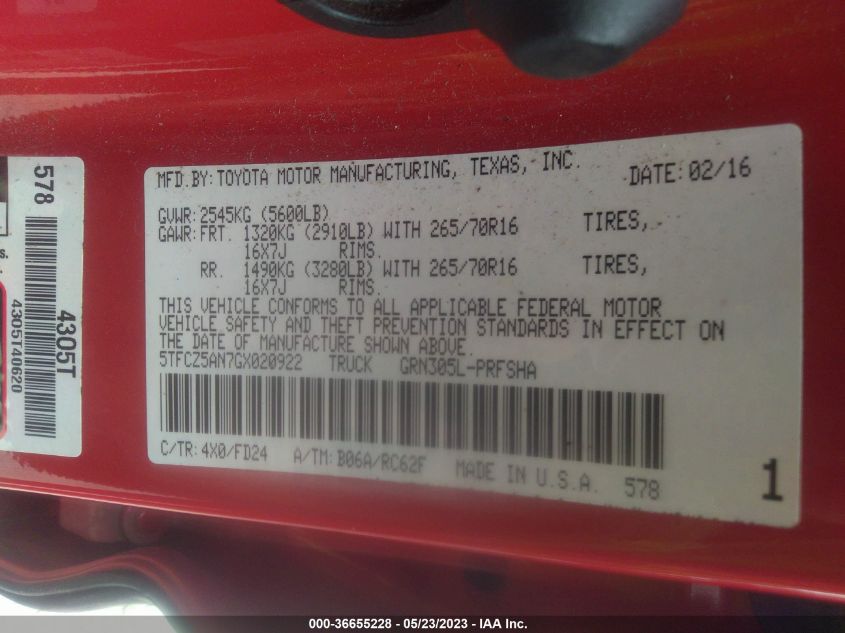 MFD.BY:TOYOTA MOTOR MANUFACTURING, TEXAS, INC. DATE:02/16
GVWR:2545KG (5600LB)
GAWR:FRT. 1320KG (2910LB) WITH 265/70R16 TIRES,
16X7J RIMS.
RR. 1490KG (3280LB) WITH 265/70R16 TIRES,
16X7J RIMS.
THIS VEHICLE CONFORMS TO ALL APPLICABLE FEDERAL MOTOR
VEHICLE SAFETY AND THEFT PREVENTION STANDARDS IN EFFECT ON
THE DATE OF MANUFACTURE SHOWN ABOVE.
5TFCZ5AN7GX020922 TRUCK GRN305L-PRFSHA
C/TR:4X0/FD24 A/TM:B06A/RC62F MADE IN U.S.A. 578
1
578
4305T
4305140620
s.
000-36655228 - 05/23/2023 - IAA Inc.